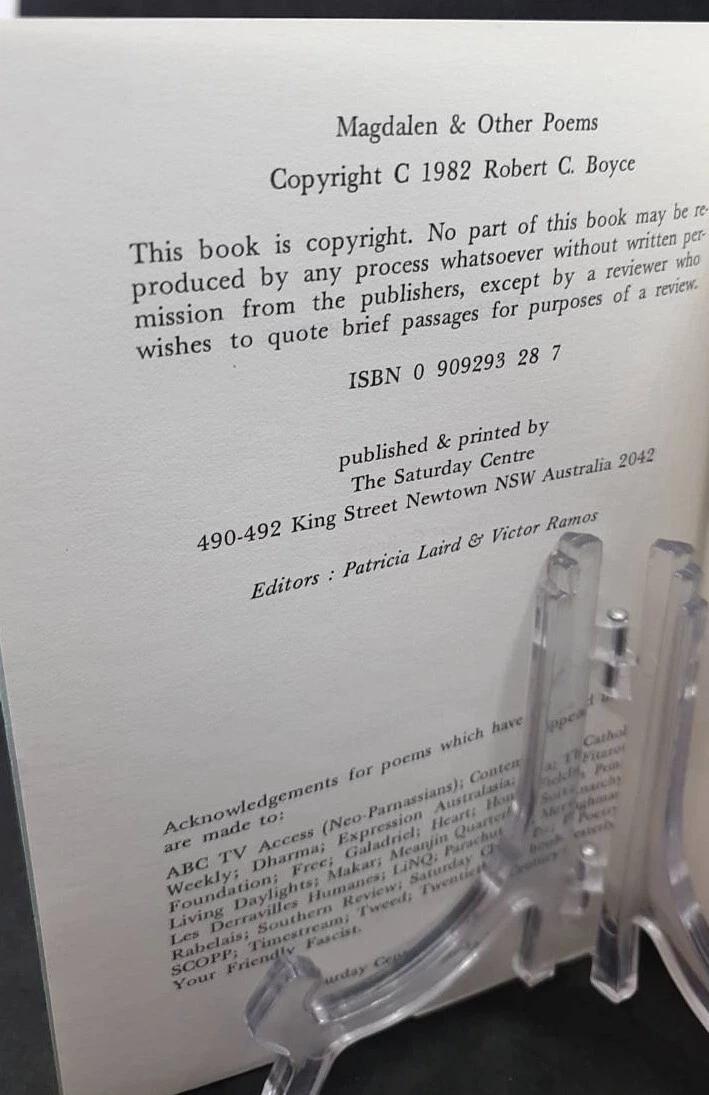 Magdalen & Other Poems
Copyright C 1982 Robert C. Boyce
This book is copyright. No part of this book may be re-
produced by any process whatsoever without written per-
mission from the publishers, except by a reviewer who
wishes to quote brief passages for purposes of a review.
ISBN 0 909293 28 7
published & printed by
The Saturday Centre
490-492 King Street Newtown NSW Australia 2042
Editors : Patricia Laird & Victor Ramos
Acknowledgements for poems which have
are made to:
ABC TV Access (Neo-Parnassians);
Weekly; Dharma; Expression Australasia;
Foundation; Free; Galadriel; Heart;
Living Daylights; Makar; Meanjin
Les Derravilles Humanes; LiNQ;
Rabelais; Southern Review; Saturday
SCOPP; Timestream; Tweed;
Your Friendly Fascist.